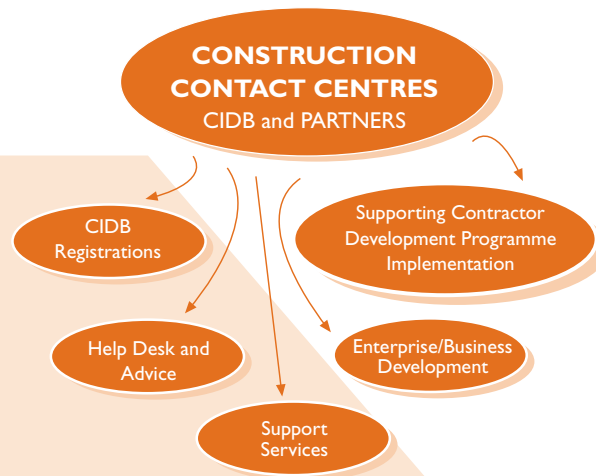 CONSTRUCTION
CONTACT CENTRES
CIDB and PARTNERS
CIDB
Registrations
Supporting Contractor
Development Programme
Implementation
Help Desk and
Advice
Enterprise/Business
Development
Support
Services